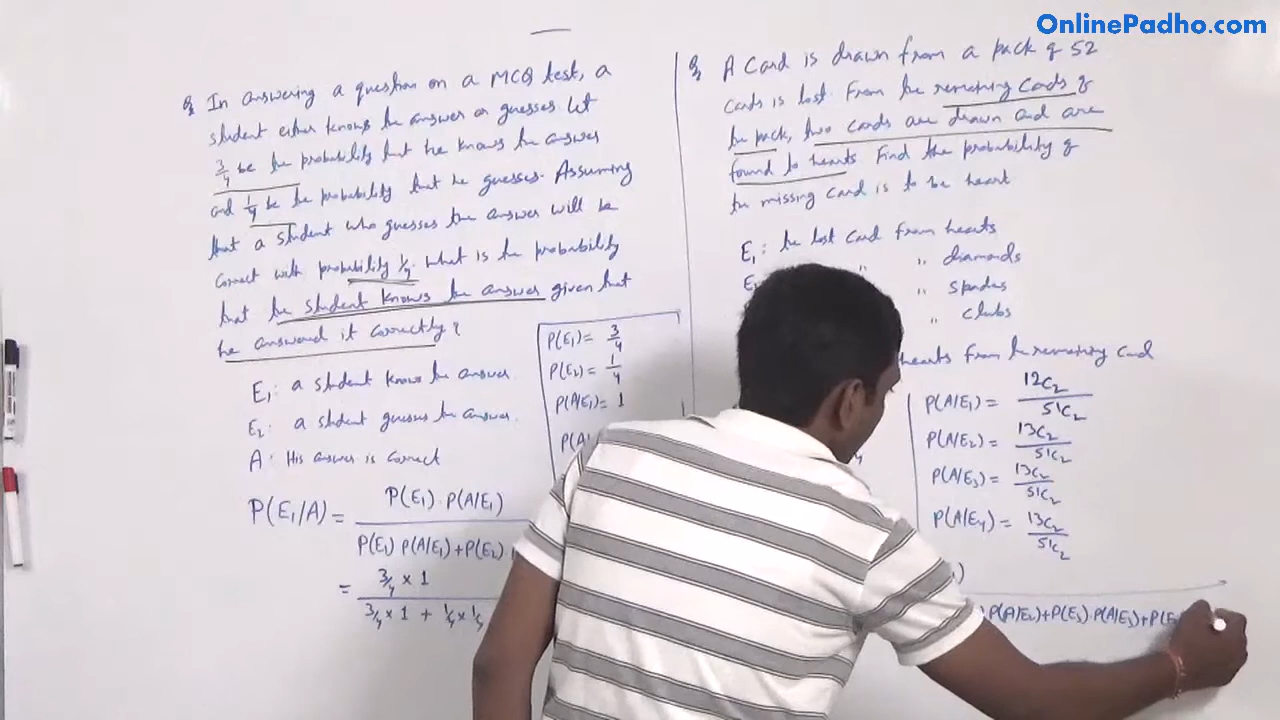 OnlinePadho.com
Q In answering a question on a MCQ test, a
student either knows the answer or guesses. Let
3/4 be the probability that he knows the answer
and 1/4 be the probability that he guesses. Assuming
that a student who guesses the answer will be
correct with probability 1/4. What is the probability
that the student knows the answer given that
he answered it correctly?
E1: a student knows the answer.
E2: a student guesses the answer.
A: His answer is correct
P(E1) = 3/4
P(E2) = 1/4
P(A/E1) = 1
P(A
P(E1/A) = P(E1) · P(A/E1)
P(E1) P(A/E1) + P(E2) ·
= 3/4 × 1
3/4 × 1 + 1/4 × 1/4
Q A Card is drawn from a pack of 52
cards is lost. From the remaining cards of
the pack, two cards are drawn and are
found to hearts Find the probability of
the missing card is to be heart
E1: the lost card from hearts
" " diamonds
" spades
" clubs
hearts from the remaining card
P(A/E1) = 12C2 / 51C2
P(A/E2) = 13C2 / 51C2
P(A/E3) = 13C2 / 51C2
P(A/E4) = 13C2 / 51C2
P(A/E2) + P(E3) · P(A/E3) + P(E